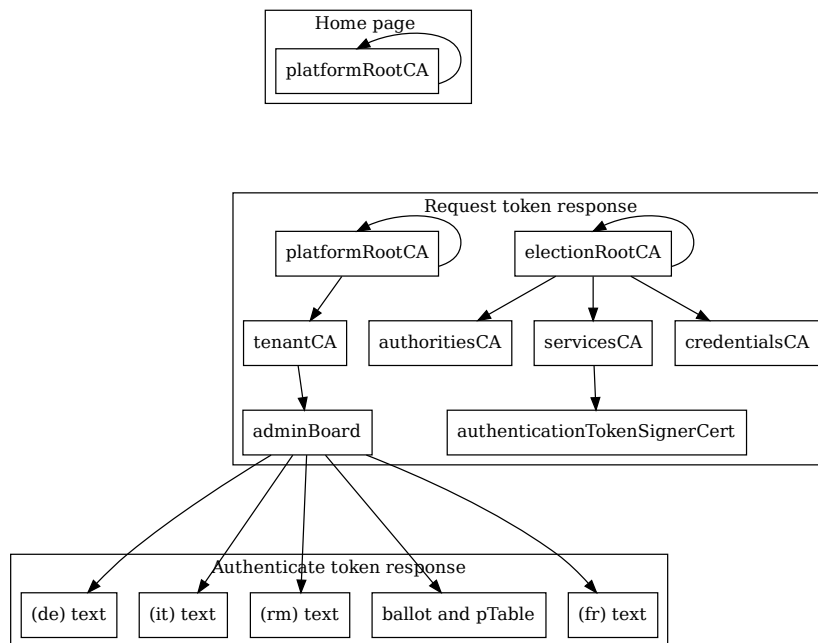 Home page
platformRootCA
Request token response
platformRootCA
electionRootCA
tenantCA
authoritiesCA
servicesCA
credentialsCA
adminBoard
authenticationTokenSignerCert
Authenticate token response
(de) text
(it) text
(rm) text
ballot and pTable
(fr) text